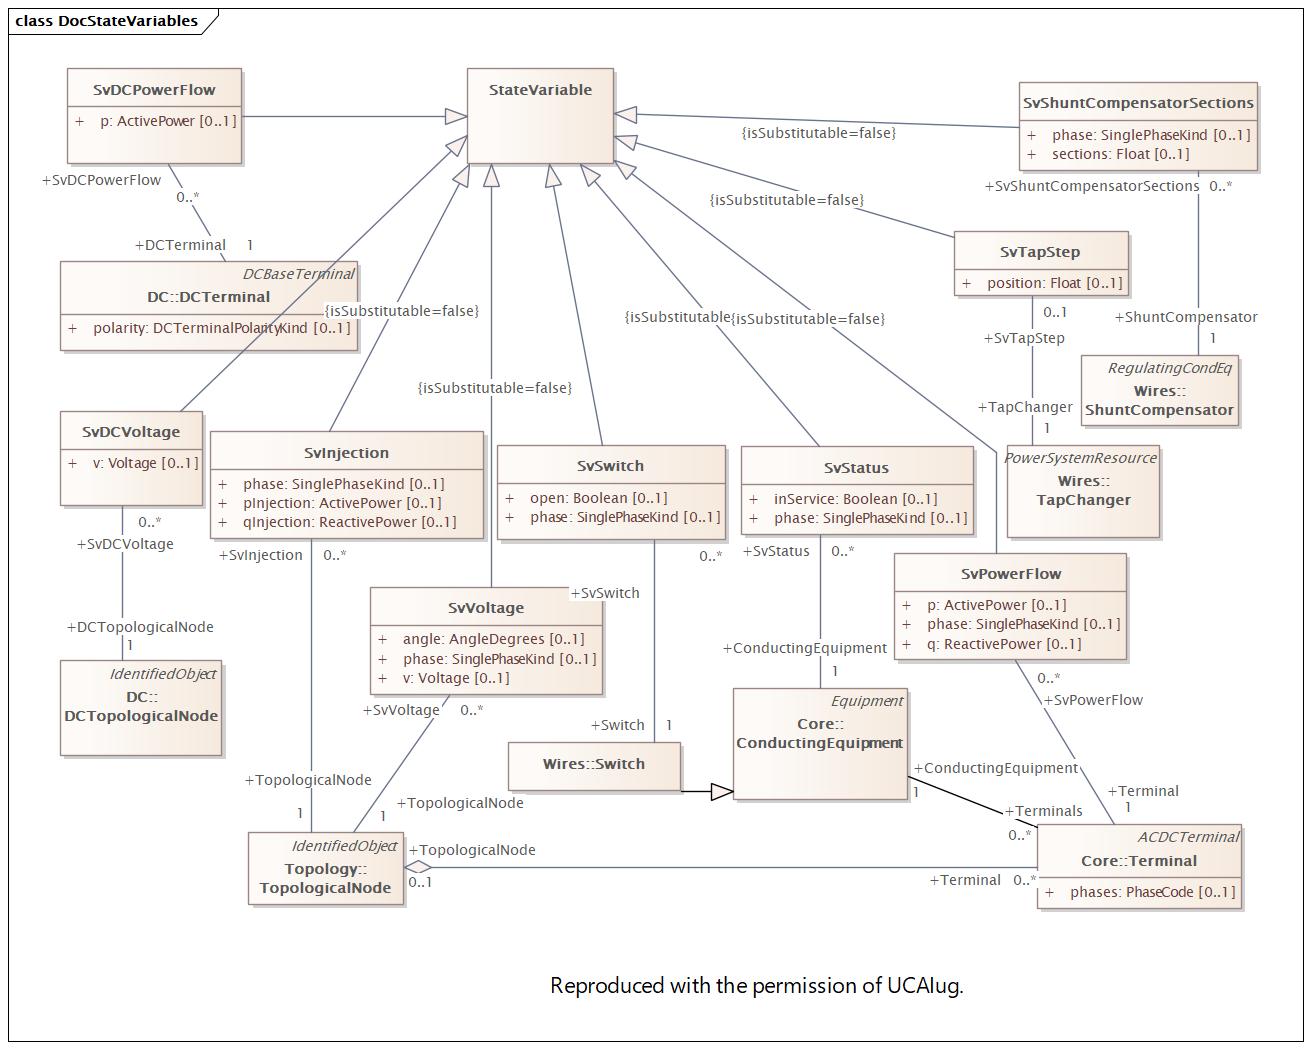 class DocStateVariables
SvDCPowerFlow
+ p: ActivePower [0..1]
StateVariable
SvShuntCompensatorSections
+ phase: SinglePhaseKind [0..1]
+ sections: Float [0..1]
{isSubstitutable=false}
+SvDCPowerFlow
0..*
+SvShuntCompensatorSections 0..*
{isSubstitutable=false}
+DCTerminal 1
SvTapStep
+ position: Float [0..1]
DCBaseTerminal
DC::DCTerminal
+ polarity: DCTerminalPolarityKind [0..1]
{isSubstitutable=false}
{isSubstitutable
{isSubstitutable=false}
0..1
+SvTapStep
+ShuntCompensator
1
RegulatingCondEq
Wires::
ShuntCompensator
{isSubstitutable=false}
+TapChanger
1
SvDCVoltage
+ v: Voltage [0..1]
SvInjection
+ phase: SinglePhaseKind [0..1]
+ pInjection: ActivePower [0..1]
+ qInjection: ReactivePower [0..1]
SvSwitch
+ open: Boolean [0..1]
+ phase: SinglePhaseKind [0..1]
SvStatus
+ inService: Boolean [0..1]
+ phase: SinglePhaseKind [0..1]
PowerSystemResource
Wires::
TapChanger
0..*
+SvDCVoltage
+SvInjection 0..*
0..*
+SvSwitch
+SvStatus 0..*
SvPowerFlow
+ p: ActivePower [0..1]
+ phase: SinglePhaseKind [0..1]
+ q: ReactivePower [0..1]
SvVoltage
+ angle: AngleDegrees [0..1]
+ phase: SinglePhaseKind [0..1]
+ v: Voltage [0..1]
+DCTopologicalNode
1
+ConductingEquipment
1
0..*
+SvPowerFlow
IdentifiedObject
DC::
DCTopologicalNode
+SvVoltage 0..*
+Switch 1
Equipment
Core::
ConductingEquipment
Wires::Switch
+ConductingEquipment
1
+TopologicalNode
1
+TopologicalNode
1
+Terminal
1
+Terminals
0..*
IdentifiedObject
Topology::
TopologicalNode
+TopologicalNode
0..1
+Terminal 0..*
ACDCTerminal
Core::Terminal
+ phases: PhaseCode [0..1]
Reproduced with the permission of UCAIug.